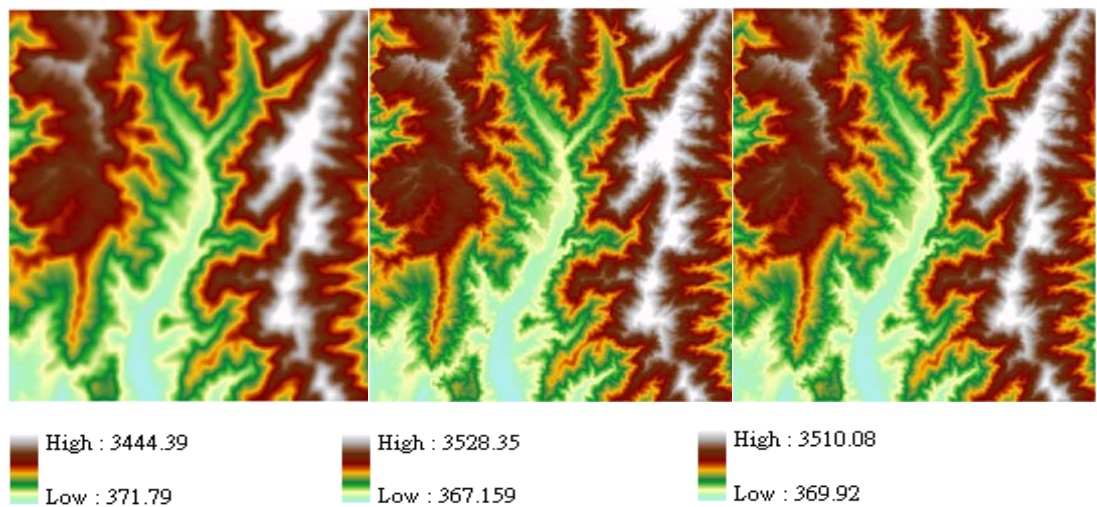 High : 3444.39
Low : 371.79
High : 3528.35
Low : 367.159
High : 3510.08
Low : 369.92